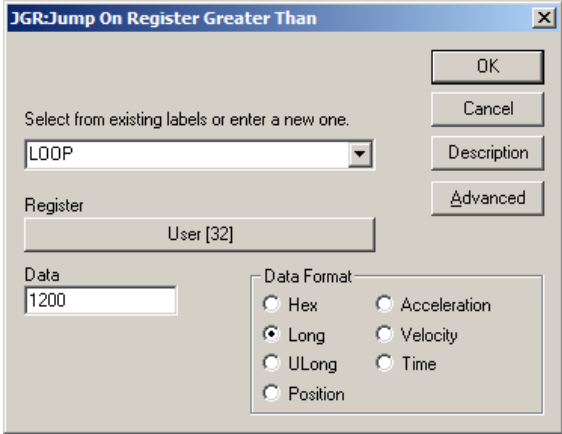 JGR:Jump On Register Greater Than
OK
Cancel
Description
Advanced
Select from existing labels or enter a new one.
LOOP
Register
User [32]
Data
1200
Data Format
Hex
Long
ULong
Position
Acceleration
Velocity
Time